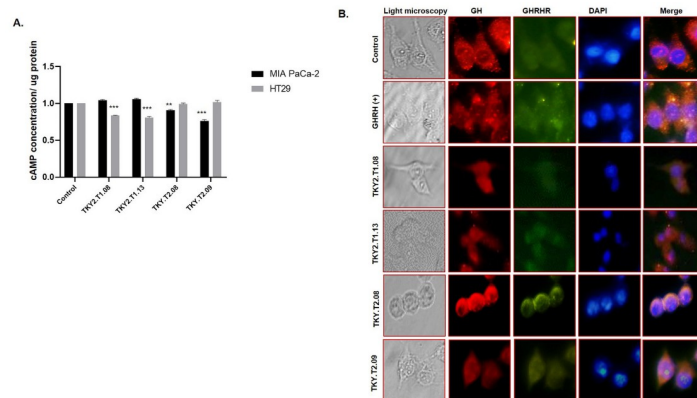 A.
cAMP concentration/ ug protein
1.5
1.0
0.5
0.0
***
***
**
***
Control
TKY2.T1.08
TKY2.T1.13
TKY.T2.08
TKY.T2.09
MIA PaCa-2
HT29
B.
Light microscopy GH GHRHR DAPI Merge
Control
GHRH (+)
TKY2.T1.08
TKY2.T1.13
TKY.T2.08
TKY.T2.09